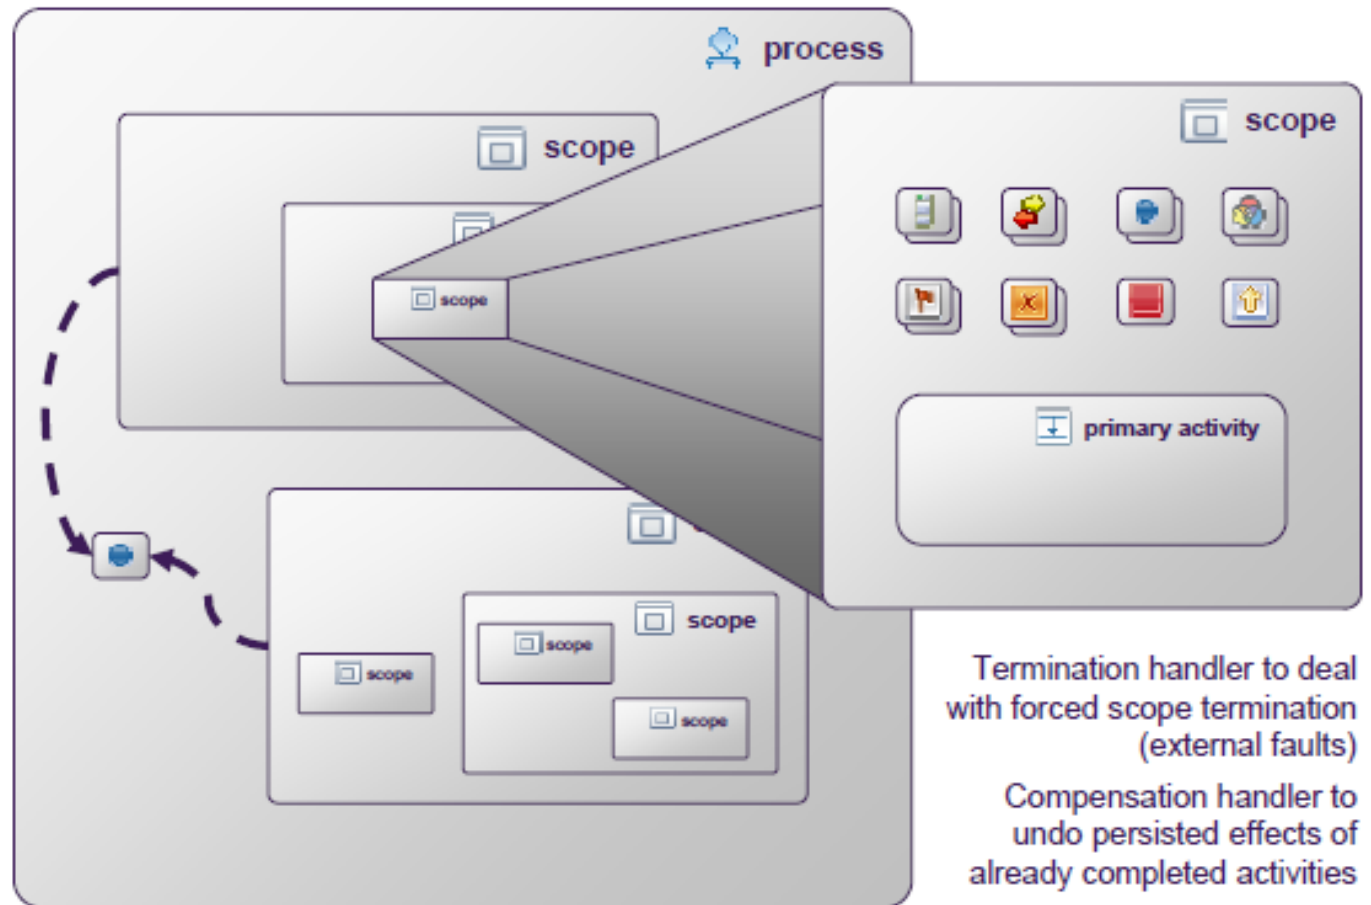 process
scope
scope
scope
primary activity
scope
scope
scope
scope
Termination handler to deal
with forced scope termination
(external faults)
Compensation handler to
undo persisted effects of
already completed activities